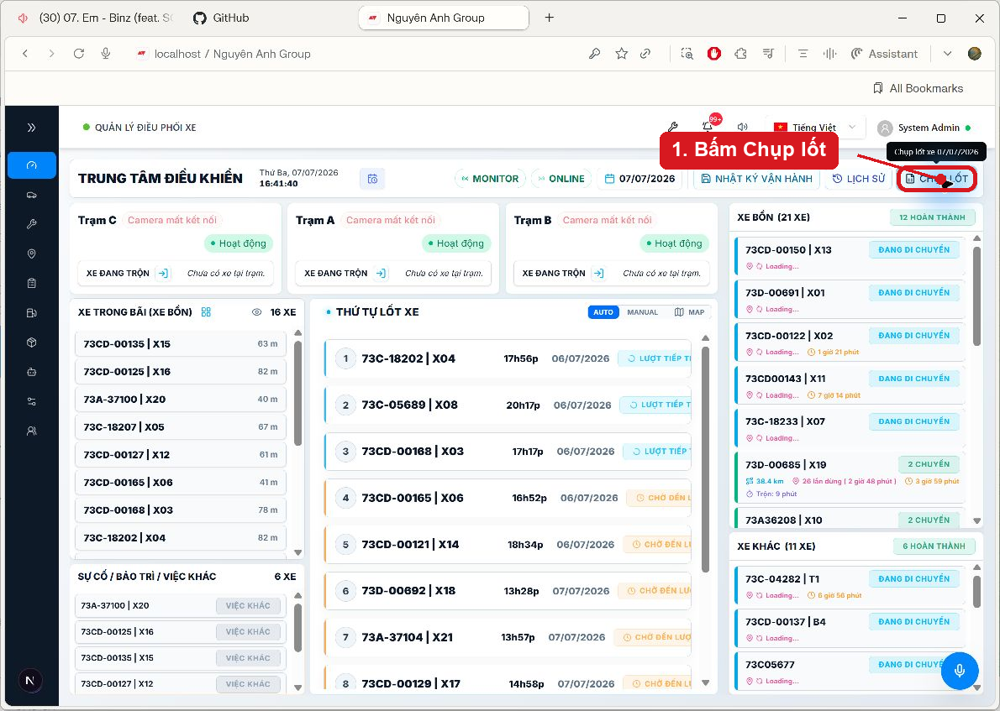 (30) 07. Em - Binz (feat. S
GitHub
Nguyên Anh Group
localhost / Nguyên Anh Group
Assistant
All Bookmarks
QUẢN LÝ ĐIỀU PHỐI XE
99+
Tiếng Việt
System Admin
1. Bấm Chụp lốt
Chụp lốt xe 07/07/2026
TRUNG TÂM ĐIỀU KHIỂN
Thứ Ba, 07/07/2026
16:41:40
MONITOR
ONLINE
07/07/2026
NHẬT KÝ VẬN HÀNH
LỊCH SỬ
CHỤP LỐT
Trạm C
Camera mất kết nối
Hoạt động
XE ĐANG TRỘN
Chưa có xe tại trạm.
Trạm A
Camera mất kết nối
Hoạt động
XE ĐANG TRỘN
Chưa có xe tại trạm.
Trạm B
Camera mất kết nối
Hoạt động
XE ĐANG TRỘN
Chưa có xe tại trạm.
XE TRONG BÃI (XE BỒN)
16 XE
73CD-00135 | X15 63 m
73CD-00125 | X16 82 m
73A-37100 | X20 40 m
73C-18207 | X05 67 m
73CD-00127 | X12 61 m
73CD-00165 | X06 41 m
73CD-00168 | X03 78 m
73C-18202 | X04 82 m
SỰ CỐ / BẢO TRÌ / VIỆC KHÁC 6 XE
73A-37100 | X20 VIỆC KHÁC
73CD-00125 | X16 VIỆC KHÁC
73CD-00135 | X15 VIỆC KHÁC
73CD-00127 | X12 VIỆC KHÁC
N
THỨ TỰ LỐT XE
AUTO MANUAL MAP
1 73C-18202 | X04 17h56p 06/07/2026 LƯỢT TIẾP T
2 73C-05689 | X08 20h17p 06/07/2026 LƯỢT TIẾP T
3 73CD-00168 | X03 17h17p 06/07/2026 LƯỢT TIẾP
4 73CD-00165 | X06 16h52p 06/07/2026 CHỜ ĐẾN L
5 73CD-00121 | X14 18h34p 06/07/2026 CHỜ ĐẾN LƯ
6 73D-00692 | X18 13h28p 07/07/2026 CHỜ ĐẾN LƯ
7 73A-37104 | X21 13h57p 07/07/2026 CHỜ ĐẾN LƯỢ
8 73CD-00129 | X17 14h58p 07/07/2026 CHỜ ĐẾN LƯ
XE BỒN (21 XE) 12 HOÀN THÀNH
73CD-00150 | X13 ĐANG DI CHUYỂN
Loading...
73D-00691 | X01 ĐANG DI CHUYỂN
Loading...
73CD-00122 | X02 ĐANG DI CHUYỂN
Loading... 1 giờ 21 phút
73CD00143 | X11 ĐANG DI CHUYỂN
Loading... 7 giờ 14 phút
73C-18233 | X07 ĐANG DI CHUYỂN
Loading...
73D-00685 | X19 2 CHUYẾN
38.4 km 26 lần dừng ( 2 giờ 48 phút ) 3 giờ 59 phút
Trộn: 9 phút
73A36208 | X10 2 CHUYẾN
XE KHÁC (11 XE) 6 HOÀN THÀNH
73C-04282 | T1 ĐANG DI CHUYỂN
Loading... 6 giờ 56 phút
73CD-00137 | B4 ĐANG DI CHUYỂN
Loading...
73C05677 ĐANG DI CHUYỂ
Loading...